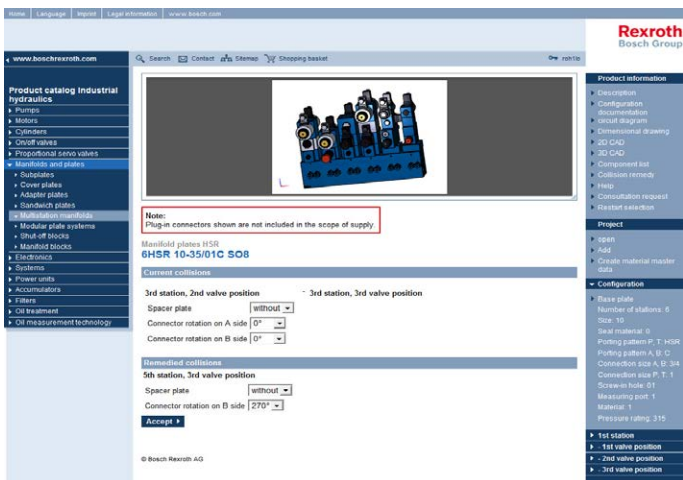 Home | Language | Imprint | Legal information | www.bosch.com
Rexroth
Bosch Group
www.boschrexroth.com
Search Contact Sitemap Shopping basket
Product catalog Industrial
hydraulics
Pumps
Motors
Cylinders
On/off valves
Proportional servo valves
Manifolds and plates
Subplates
Cover plates
Adapter plates
Sandwich plates
Multistation manifolds
Modular plate systems
Shut-off blocks
Manifold blocks
Electronics
Systems
Power units
Accumulators
Filters
Oil treatment
Oil measurement technology
Note:
Plug-in connectors shown are not included in the scope of supply.
Manifold plates HSR
6HSR 10-35/01C SO8
Current collisions
3rd station, 2nd valve position - 3rd station, 3rd valve position
Spacer plate without
Connector rotation on A side 0°
Connector rotation on B side 0°
Remedied collisions
5th station, 3rd valve position
Spacer plate without
Connector rotation on B side 270°
Accept
© Bosch Rexroth AG
Product information
Description
Configuration
documentation
circuit diagram
Dimensional drawing
2D CAD
3D CAD
Component list
Collision remedy
Help
Consultation request
Restart selection
Project
open
Add
Create material master
data
Configuration
Base plate
Number of stations: 6
Size: 10
Seal material: 0
Porting pattern P, T: HSR
Porting pattern A, B: C
Connection size A, B: 3/4
Connection size P, T: 1
Screw-in hole: 01
Measuring port: 1
Material: 1
Pressure rating: 315
1st station
- 1st valve position
- 2nd valve position
- 3rd valve position